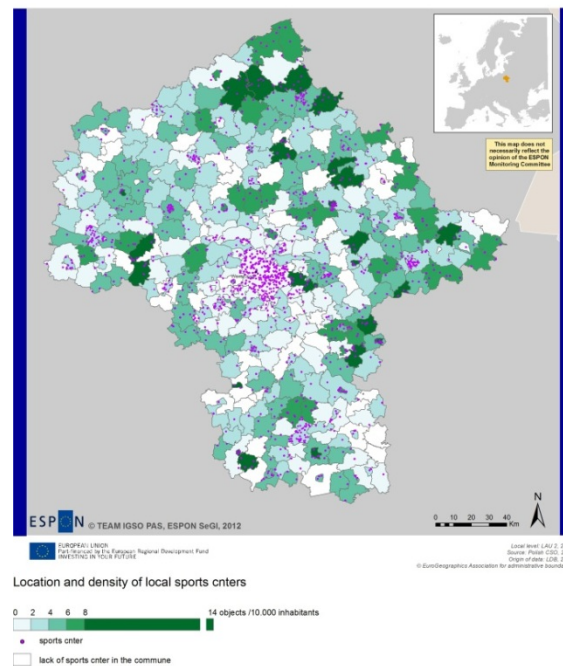 This map does not
necessarily reflect the
opinion of the ESPON
Monitoring Committee
ESPON © TEAM IGSO PAS, ESPON SeGI, 2012
N
0 10 20 30 40
Km
EUROPEAN UNION
Part-financed by the European Regional Development Fund
INVESTING IN YOUR FUTURE
Local level: LAU 2,
Source: Polish CSO,
Origin of data: LDB,
© EuroGeographics Association for administrative
Location and density of local sports cnters
0 2 4 6 8 14 objects /10.000 inhabitants
sports cnter
lack of sports cnter in the commune